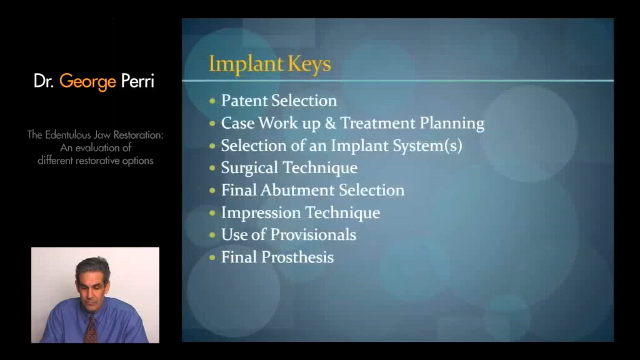 Dr. George Perri
The Edentulous Jaw Restoration:
An evaluation of
different restorative options
Implant Keys
• Patent Selection
• Case Work up & Treatment Planning
• Selection of an Implant System(s)
• Surgical Technique
• Final Abutment Selection
• Impression Technique
• Use of Provisionals
• Final Prosthesis